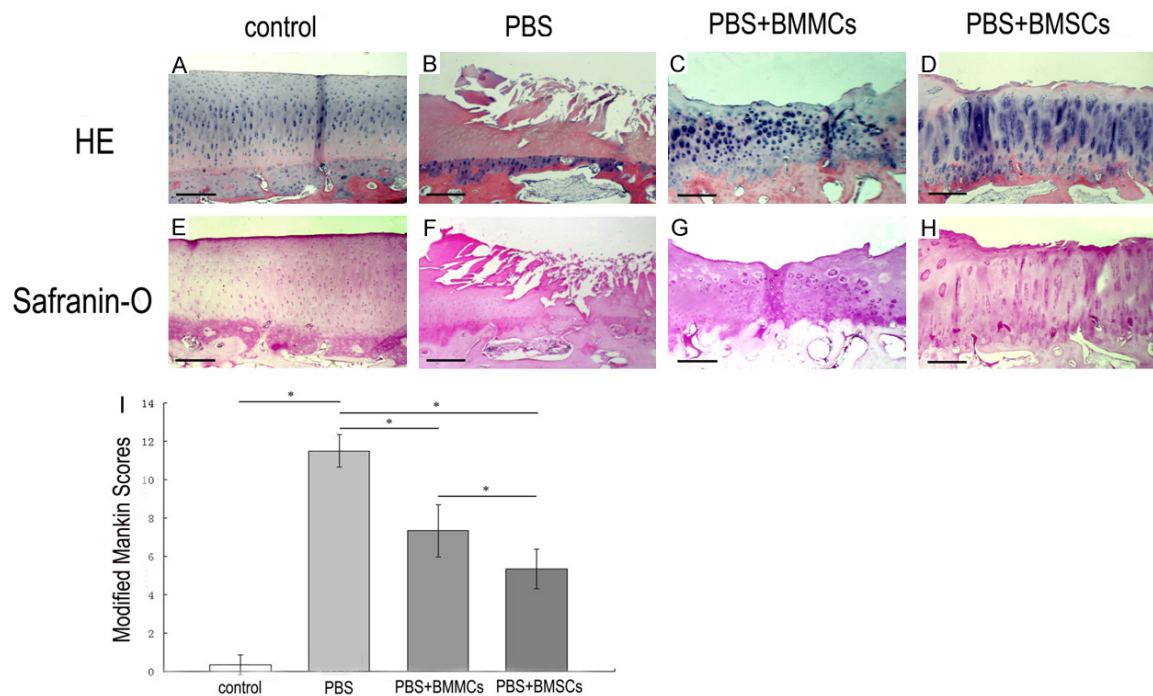 control PBS PBS+BMMCs PBS+BMSCs
HE A B C D
Safranin-O E F G H
I
Modified Mankin Scores
14
12
10
8
6
4
2
0
* * * *
control PBS PBS+BMMCs PBS+BMSCs